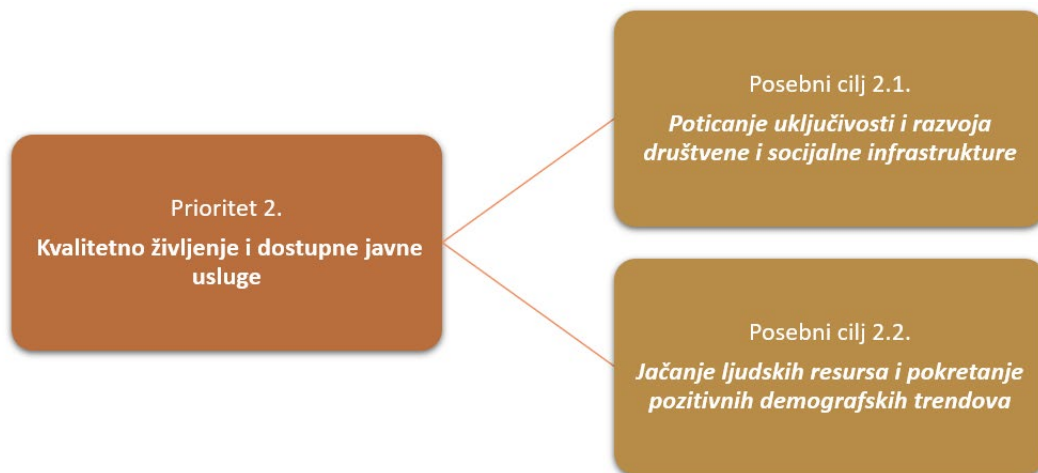 Prioritet 2.
Kvalitetno življenje i dostupne javne
usluge
Posebni cilj 2.1.
Poticanje uključivosti i razvoja
društvene i socijalne infrastrukture
Posebni cilj 2.2.
Jačanje ljudskih resursa i pokretanje
pozitivnih demografskih trendova